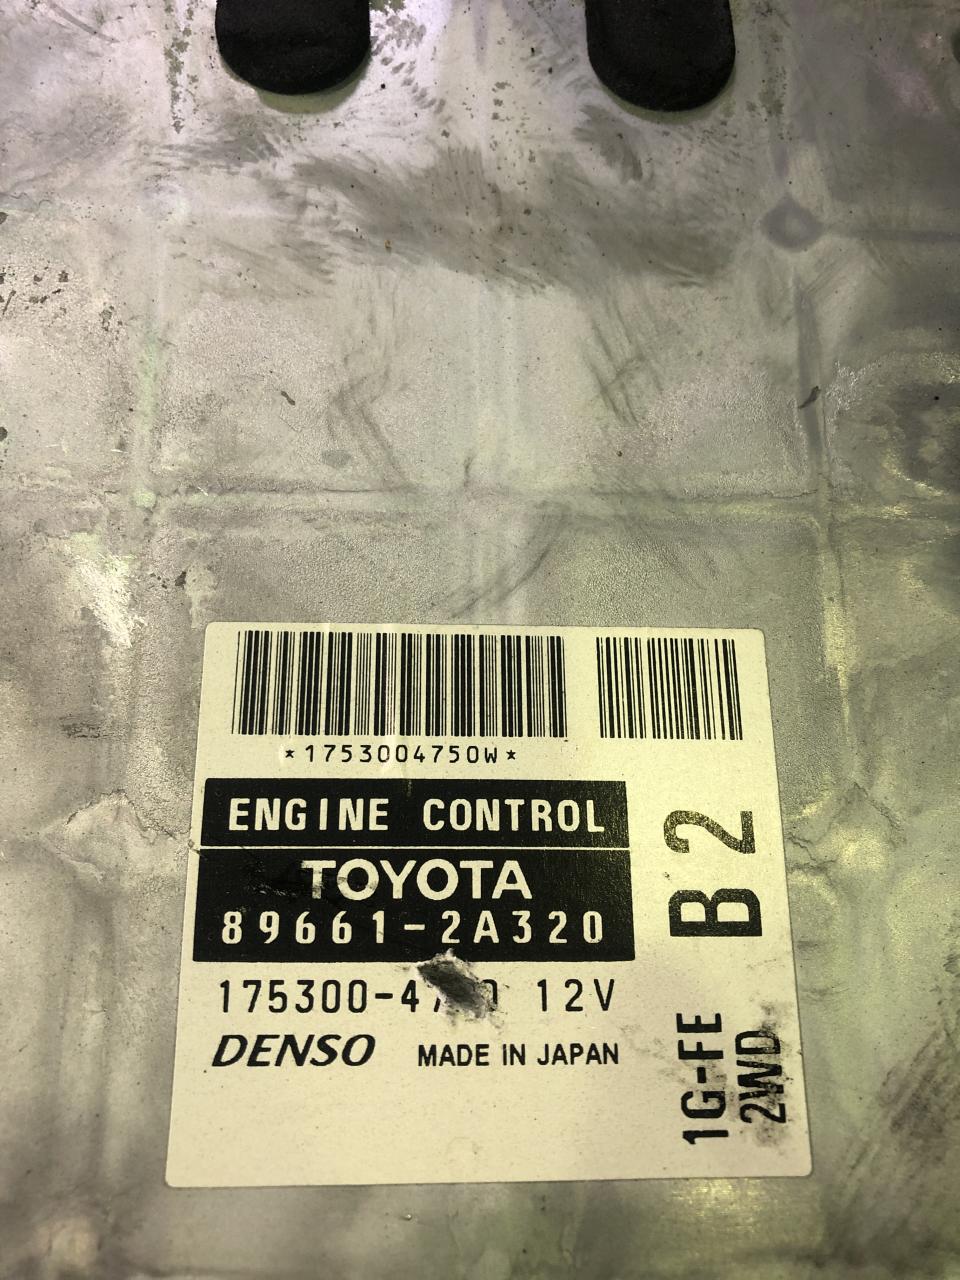 *1753004750W*
ENGINE CONTROL
TOYOTA
89661-2A320
12V
DENSO MADE IN JAPAN
B2
1G-FE
2WD